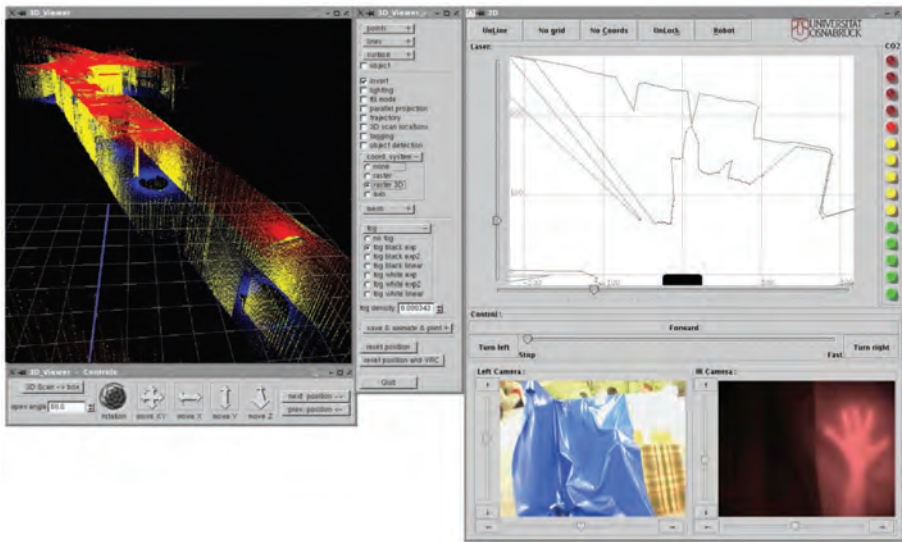 3D_Viewer
points
lines
surface
object
invert
lighting
fill mode
parallel projection
trajectory
3D scan locations
tagging
object detection
coord. system
none
raster
raster 3D
axis
fog
no fog
fog black exp
fog black exp2
fog black linear
fog white exp
fog white exp2
fog white linear
fog density
save & animate & print
reset position
reset position and VRC
Quit
3D_Viewer - Controls
3D Scan -> box
apex angle
rotation
move XY
move X
move Y
move Z
next position -->
prev. position <-
2D
UnLine
No grid
No Coords
UnLock
Robot
UNIVERSITÄT
OSNABRÜCK
Laser:
CO2
Control :
Forward
Turn left
Stop
Fast
Turn right
Left Camera :
IR Camera :